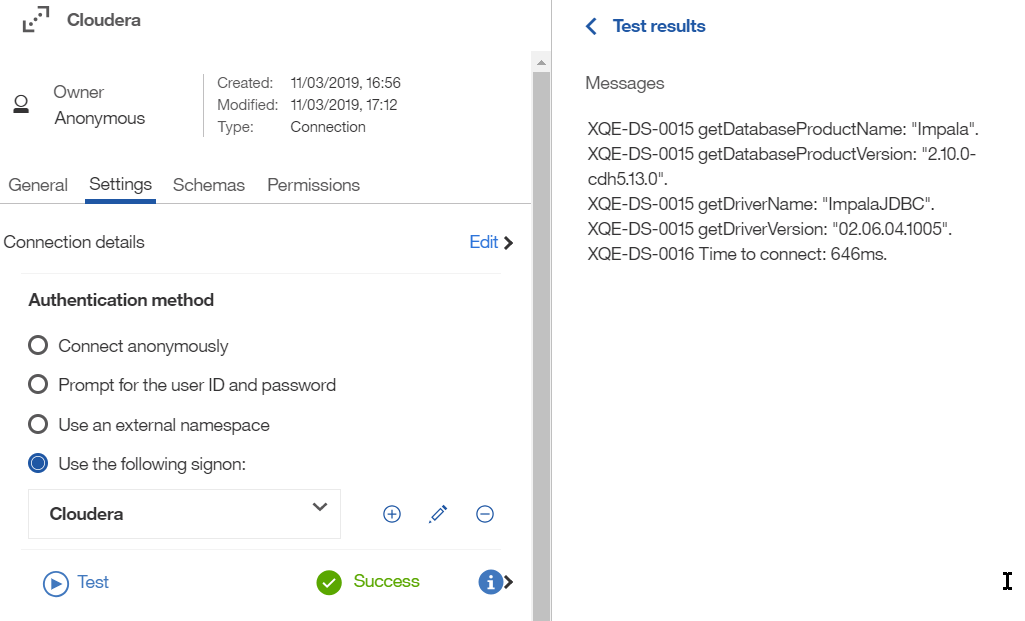 Cloudera
Owner
Anonymous
Created: 11/03/2019, 16:56
Modified: 11/03/2019, 17:12
Type: Connection
General Settings Schemas Permissions
Connection details Edit
Authentication method
Connect anonymously
Prompt for the user ID and password
Use an external namespace
Use the following signon:
Cloudera
Test Success
Test results
Messages
XQE-DS-0015 getDatabaseProductName: "Impala".
XQE-DS-0015 getDatabaseProductVersion: "2.10.0-
cdh5.13.0".
XQE-DS-0015 getDriverName: "ImpalaJDBC".
XQE-DS-0015 getDriverVersion: "02.06.04.1005".
XQE-DS-0016 Time to connect: 646ms.